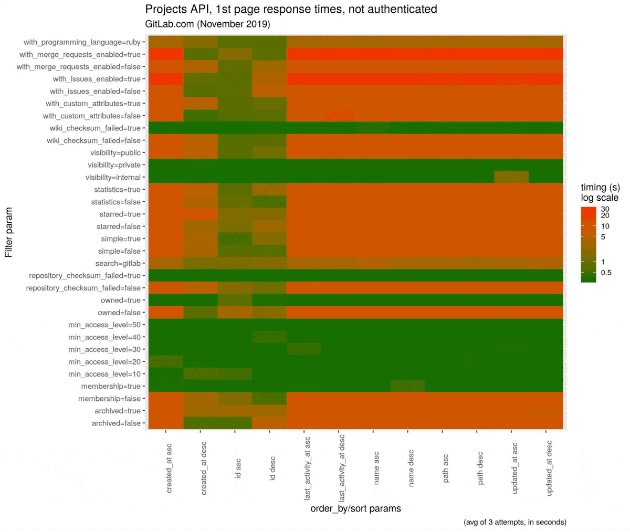 Projects API, 1st page response times, not authenticated
GitLab.com (November 2019)
with_programming_language=ruby
with_merge_requests_enabled=true
with_merge_requests_enabled=false
with_issues_enabled=true
with_issues_enabled=false
with_custom_attributes=true
with_custom_attributes=false
wiki_checksum_failed=true
wiki_checksum_failed=false
visibility=public
visibility=private
visibility=internal
statistics=true
statistics=false
starred=true
starred=false
simple=true
simple=false
search=gitlab
repository_checksum_failed=true
repository_checksum_failed=false
owned=true
owned=false
min_access_level=50
min_access_level=40
min_access_level=30
min_access_level=20
min_access_level=10
membership=true
membership=false
archived=true
archived=false
Filter param
created_at asc
created_at desc
id asc
id desc
last_activity_at asc
last_activity_at desc
name asc
name desc
path asc
path desc
updated_at asc
updated_at desc
order_by/sort params
timing (s)
log scale
30
20
10
5
1
0.5
(avg of 3 attempts, in seconds)